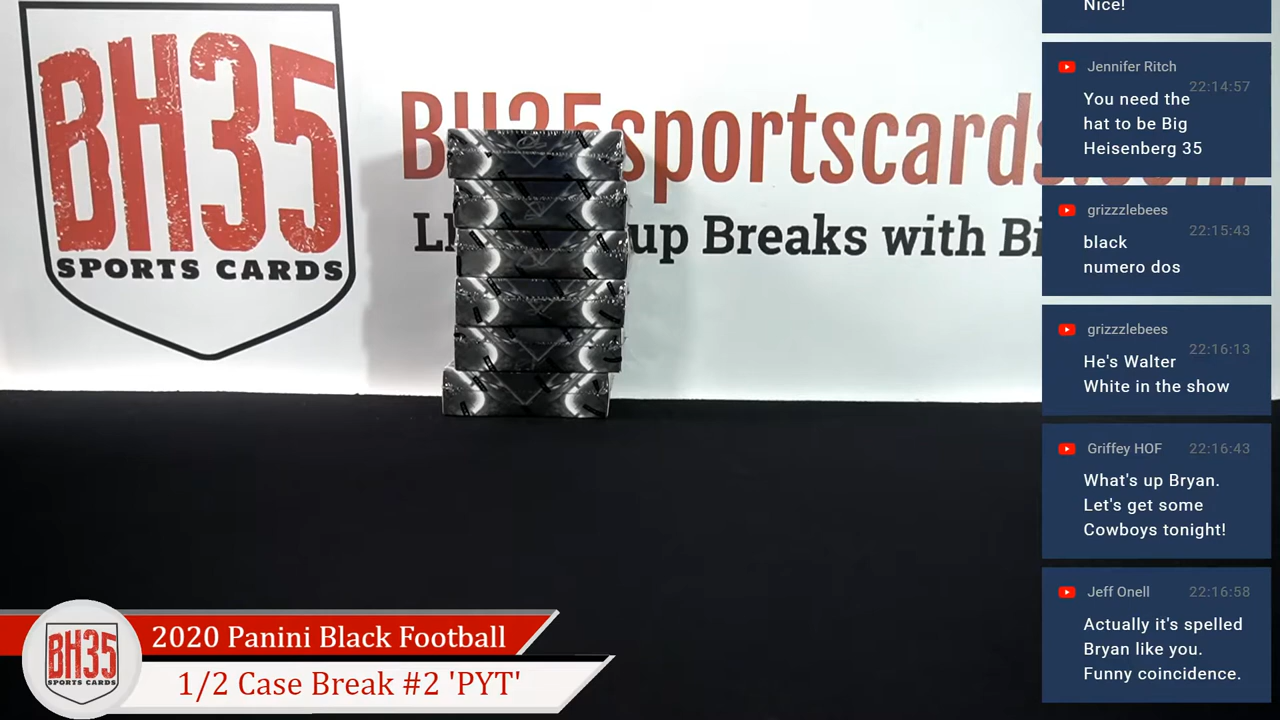 BH35
SPORTS CARDS
sportscards
up Breaks with
Nice!
Jennifer Ritch
22:14:57
You need the
hat to be Big
Heisenberg 35
grizzzlebees
22:15:43
black
numero dos
grizzzlebees
22:16:13
He's Walter
White in the show
Griffey HOF 22:16:43
What's up Bryan.
Let's get some
Cowboys tonight!
Jeff Onell 22:16:58
Actually it's spelled
Bryan like you.
Funny coincidence.
BH35
SPORTS CARDS
2020 Panini Black Football
1/2 Case Break #2 'PYT'